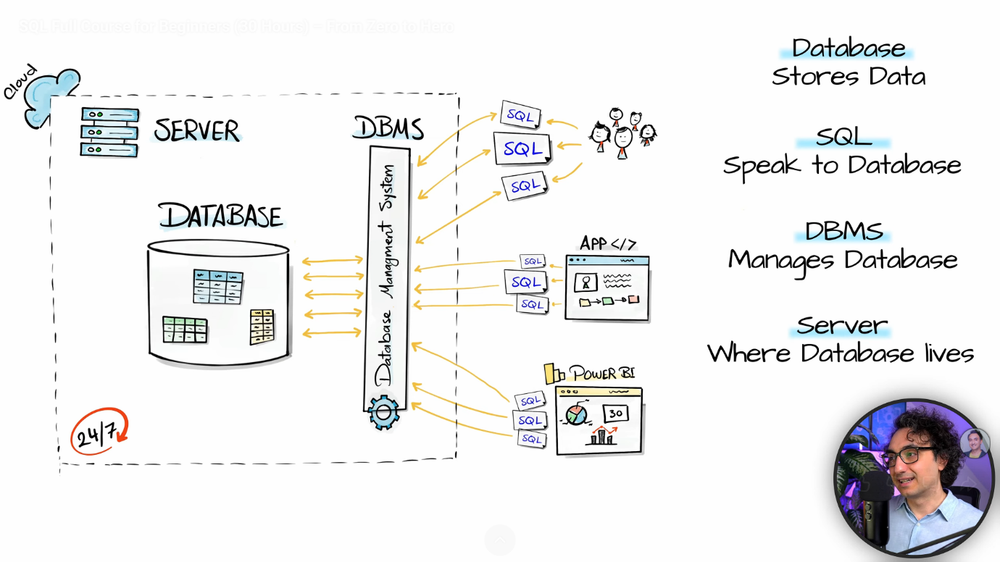 SQL Full Course for Beginners (30 Hours) – From Zero to Hero
Cloud
SERVER
DBMS
Database Managment System
DATABASE
24/7
SQL
SQL
SQL
APP </>
SQL
SQL
SQL
POWER BI
30
SQL
SQL
SQL
Database
Stores Data
SQL
Speak to Database
DBMS
Manages Database
Server
Where Database lives